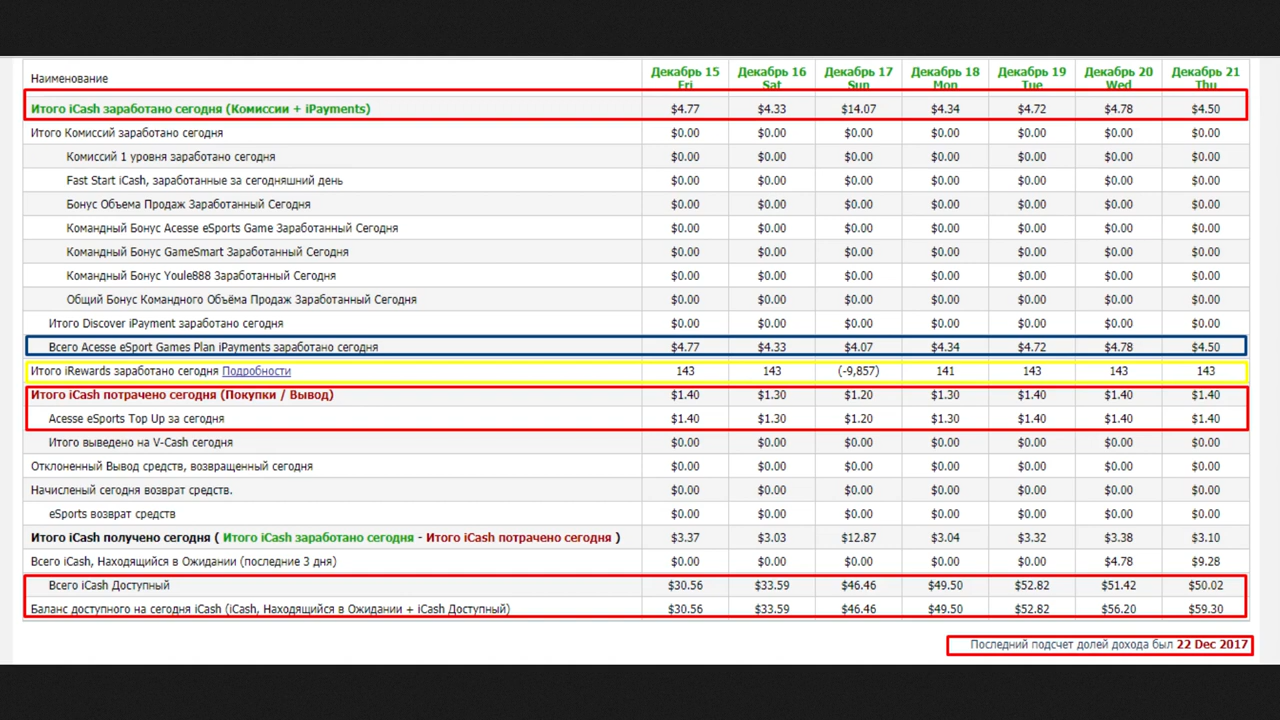 Наименование Декабрь 15 Fri Декабрь 16 Sat Декабрь 17 Sun Декабрь 18 Mon Декабрь 19 Tue Декабрь 20 Wed Декабрь 21 Thu
Итого iCash заработано сегодня (Комиссии + iPayments) $4.77 $4.33 $14.07 $4.34 $4.72 $4.78 $4.50
Итого Комиссий заработано сегодня $0.00 $0.00 $0.00 $0.00 $0.00 $0.00 $0.00
Комиссий 1 уровня заработано сегодня $0.00 $0.00 $0.00 $0.00 $0.00 $0.00 $0.00
Fast Start iCash, заработанные за сегодняшний день $0.00 $0.00 $0.00 $0.00 $0.00 $0.00 $0.00
Бонус Объема Продаж Заработанный Сегодня $0.00 $0.00 $0.00 $0.00 $0.00 $0.00 $0.00
Командный Бонус Acesse eSports Game Заработанный Сегодня $0.00 $0.00 $0.00 $0.00 $0.00 $0.00 $0.00
Командный Бонус GameSmart Заработанный Сегодня $0.00 $0.00 $0.00 $0.00 $0.00 $0.00 $0.00
Командный Бонус Youle888 Заработанный Сегодня $0.00 $0.00 $0.00 $0.00 $0.00 $0.00 $0.00
Общий Бонус Командного Объёма Продаж Заработанный Сегодня $0.00 $0.00 $0.00 $0.00 $0.00 $0.00 $0.00
Итого Discover iPayment заработано сегодня $0.00 $0.00 $0.00 $0.00 $0.00 $0.00 $0.00
Всего Acesse eSport Games Plan iPayments заработано сегодня $4.77 $4.33 $4.07 $4.34 $4.72 $4.78 $4.50
Итого iRewards заработано сегодня Подробности 143 143 (-9,857) 141 143 143 143
Итого iCash потрачено сегодня (Покупки / Вывод) $1.40 $1.30 $1.20 $1.30 $1.40 $1.40 $1.40
Acesse eSports Top Up за сегодня $1.40 $1.30 $1.20 $1.30 $1.40 $1.40 $1.40
Итого выведено на V-Cash сегодня $0.00 $0.00 $0.00 $0.00 $0.00 $0.00 $0.00
Отклоненный Вывод средств, возвращенный сегодня $0.00 $0.00 $0.00 $0.00 $0.00 $0.00 $0.00
Начисленый сегодня возврат средств. $0.00 $0.00 $0.00 $0.00 $0.00 $0.00 $0.00
eSports возврат средств $0.00 $0.00 $0.00 $0.00 $0.00 $0.00 $0.00
Итого iCash получено сегодня ( Итого iCash заработано сегодня - Итого iCash потрачено сегодня ) $3.37 $3.03 $12.87 $3.04 $3.32 $3.38 $3.10
Всего iCash, Находящийся в Ожидании (последние 3 дня) $0.00 $0.00 $0.00 $0.00 $0.00 $4.78 $9.28
Всего iCash Доступный $30.56 $33.59 $46.46 $49.50 $52.82 $51.42 $50.02
Баланс доступного на сегодня iCash (iCash, Находящийся в Ожидании + iCash Доступный) $30.56 $33.59 $46.46 $49.50 $52.82 $56.20 $59.30
Последний подсчет долей дохода был 22 Dec 2017